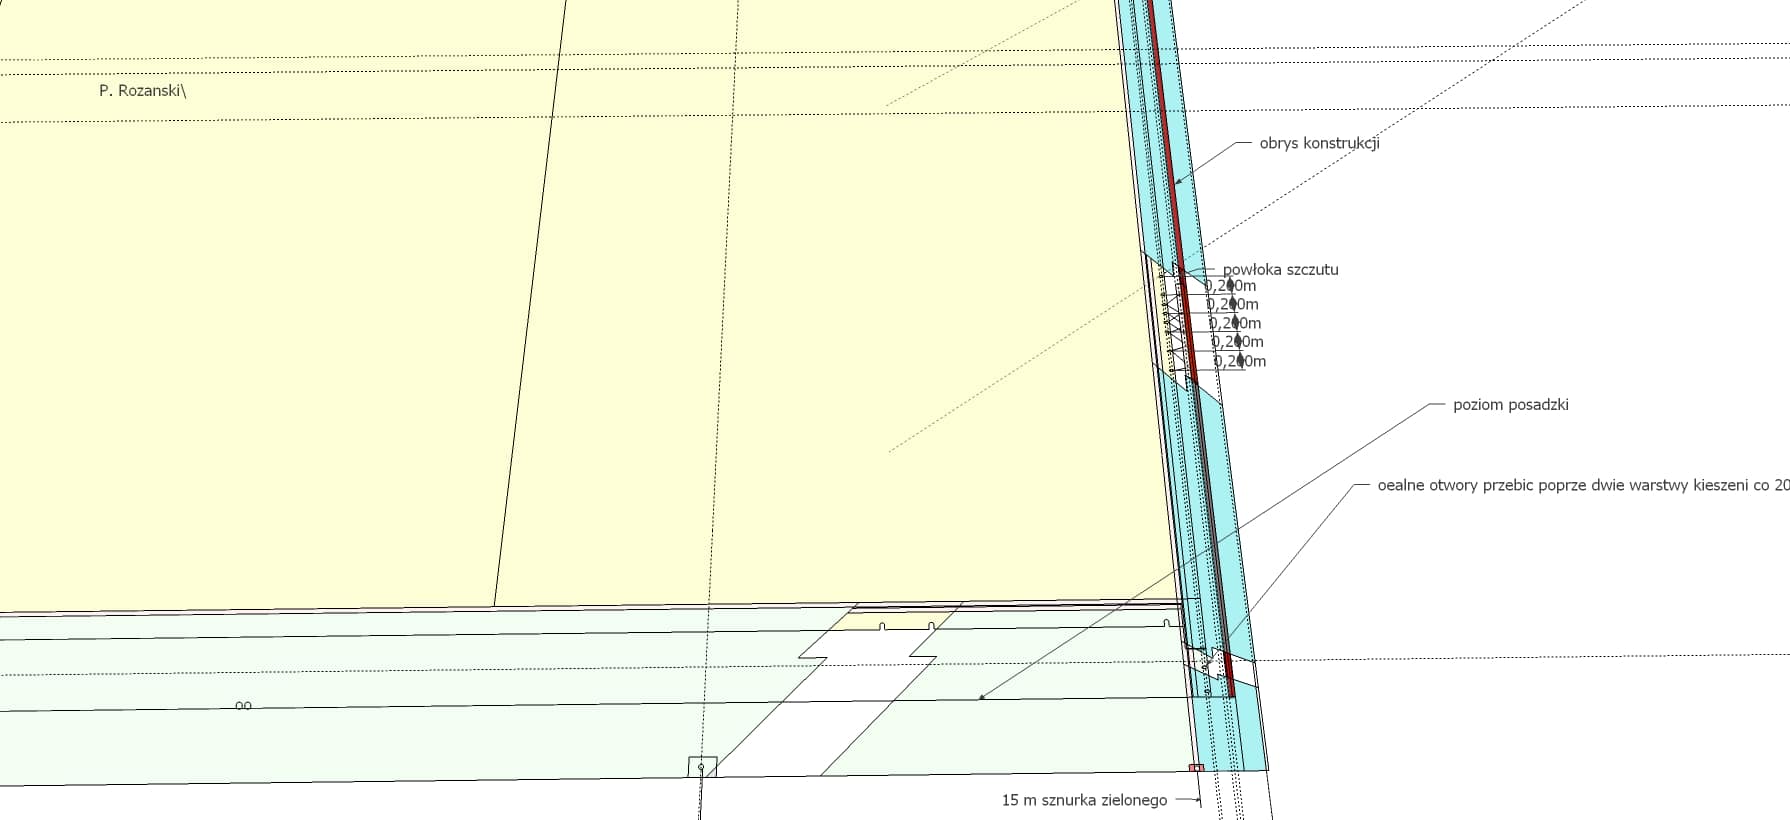 P. Rozanski\
obrys konstrukcji
powłoka szczutu
0,200m
0,200m
0,200m
0,200m
0,200m
poziom posadzki
oealne otwory przebic poprze dwie warstwy kieszeni co 20
oo
15 m sznurka zielonego